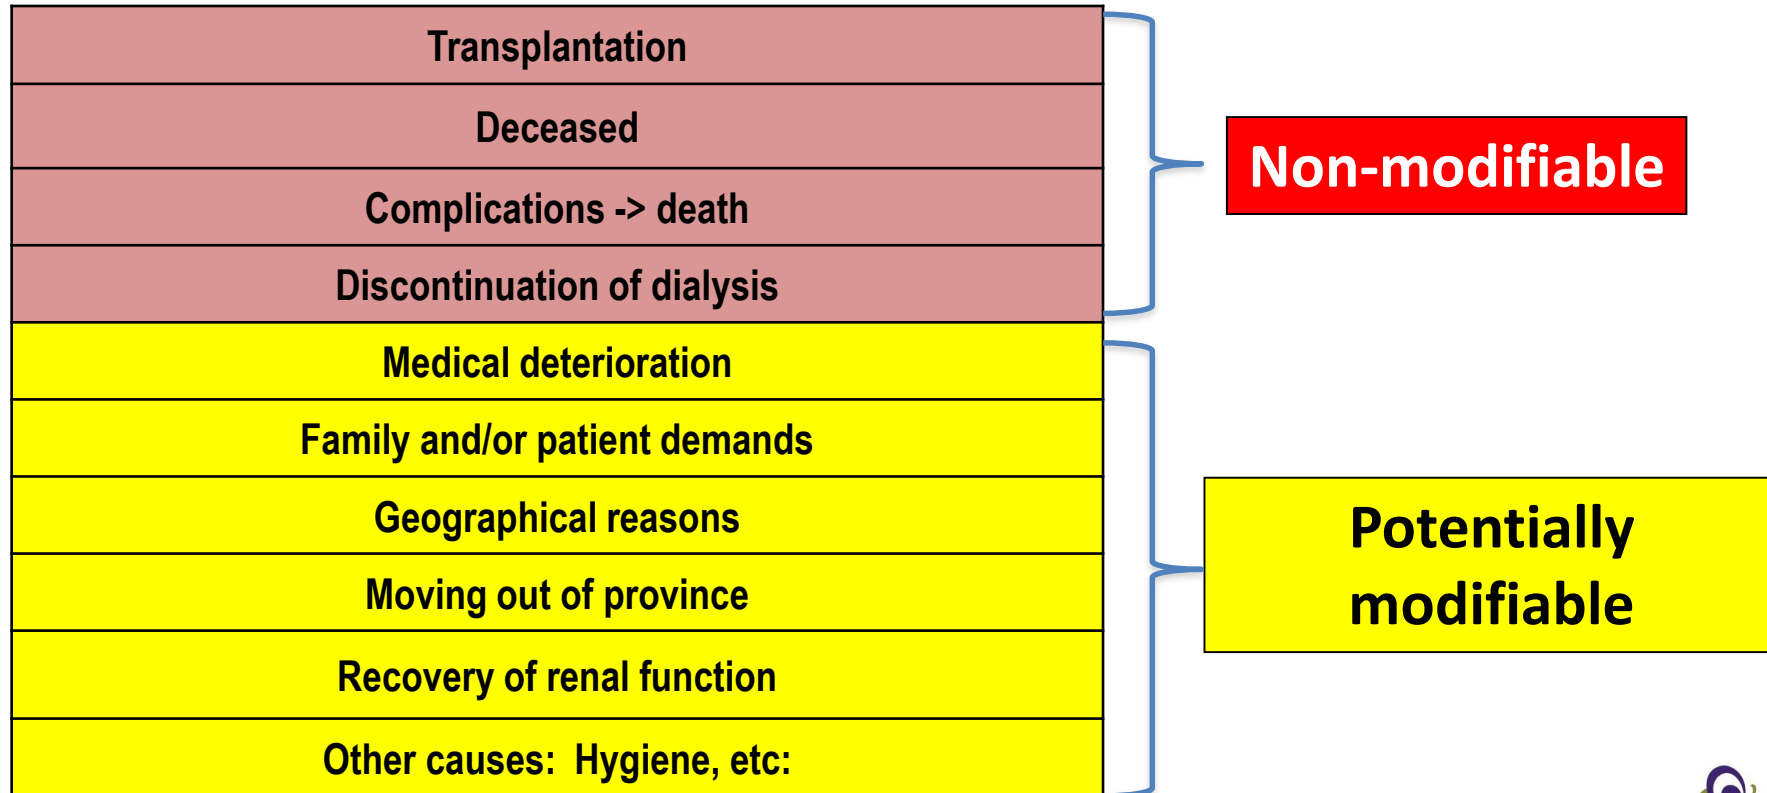 Transplantation
Deceased
Complications -> death
Discontinuation of dialysis
Non-modifiable
Medical deterioration
Family and/or patient demands
Geographical reasons
Moving out of province
Recovery of renal function
Other causes:  Hygiene, etc:
Potentially
modifiable